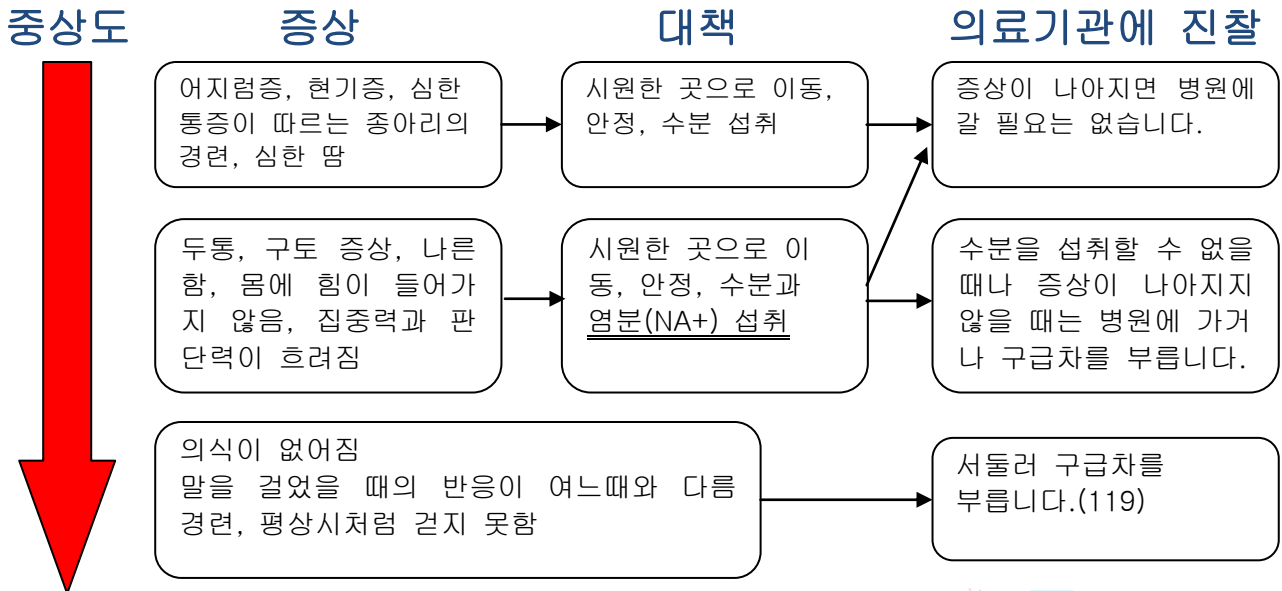 중상도 증상 대책 의료기관에 진찰
어지럼증, 현기증, 심한
통증이 따르는 종아리의
경련, 심한 땀
시원한 곳으로 이동,
안정, 수분 섭취
증상이 나아지면 병원에
갈 필요는 없습니다.
두통, 구토 증상, 나른
함, 몸에 힘이 들어가
지 않음, 집중력과 판
단력이 흐려짐
시원한 곳으로 이
동, 안정, 수분과
염분(NA+) 섭취
수분을 섭취할 수 없을
때나 증상이 나아지지
않을 때는 병원에 가거
나 구급차를 부릅니다.
의식이 없어짐
말을 걸었을 때의 반응이 여느때와 다름
경련, 평상시처럼 걷지 못함
서둘러 구급차를
부릅니다.(119)